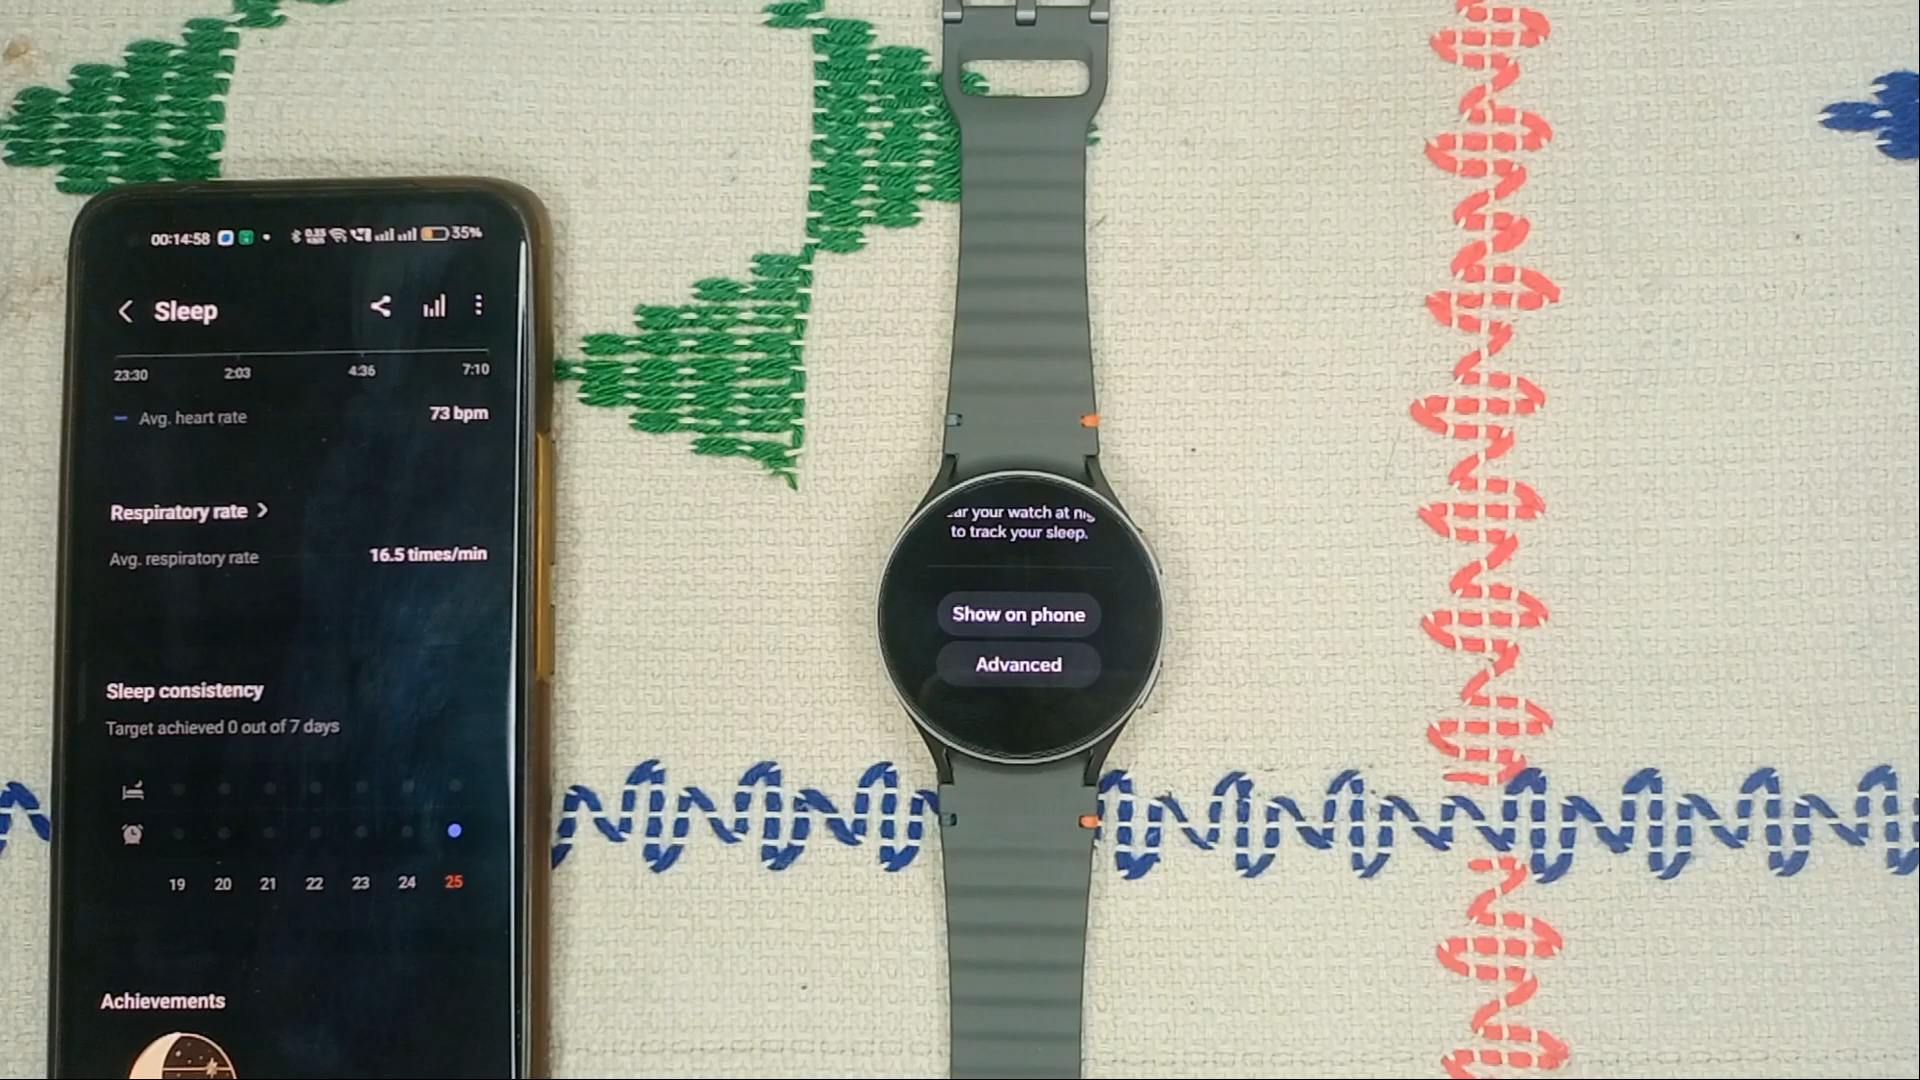 00:14:58 35%
Sleep
23:30 2:03 4:36 7:10
Avg. heart rate 73 bpm
Respiratory rate
Avg. respiratory rate 16.5 times/min
Sleep consistency
Target achieved 0 out of 7 days
19 20 21 22 23 24 25
Achievements
your watch at
to track your sleep.
Show on phone
Advanced